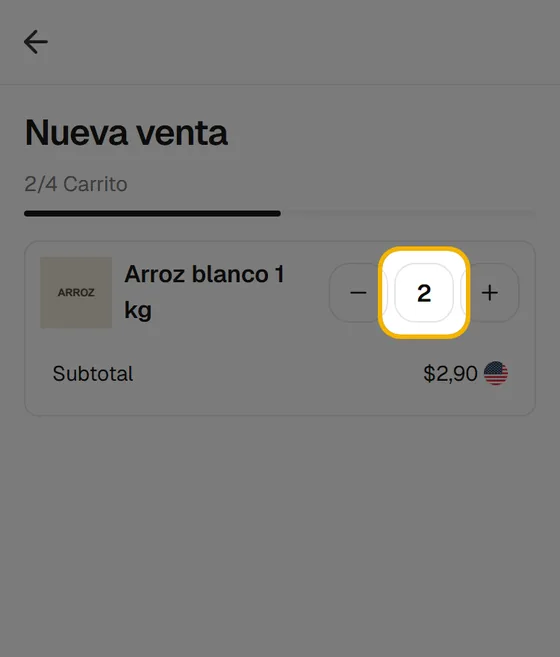 Nueva venta
2/4 Carrito
ARROZ
Arroz blanco 1
kg
− 2 +
Subtotal
$2,90